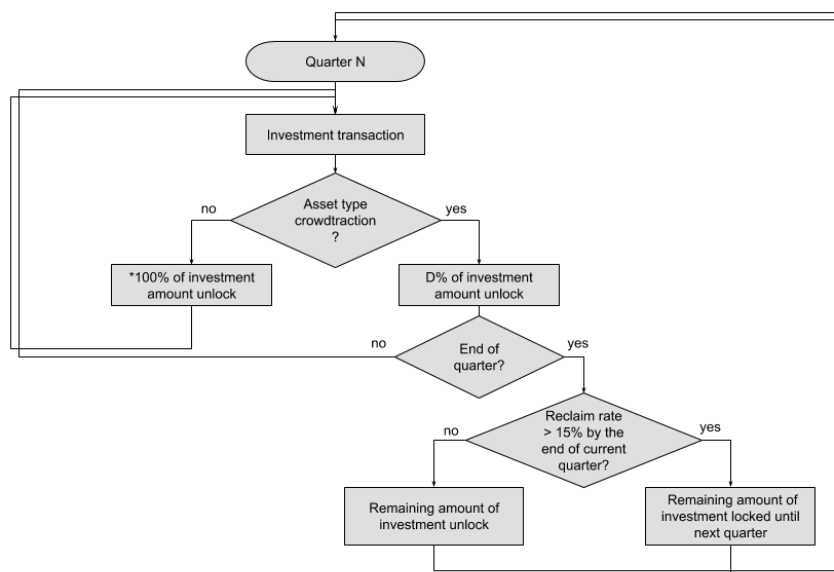 Quarter N
Investment transaction
Asset type
crowdtraction
?
no
yes
*100% of investment
amount unlock
D% of investment
amount unlock
no
End of
quarter?
yes
no
Reclaim rate
> 15% by the
end of current
quarter?
yes
Remaining amount of
investment unlock
Remaining amount of
investment locked until
next quarter